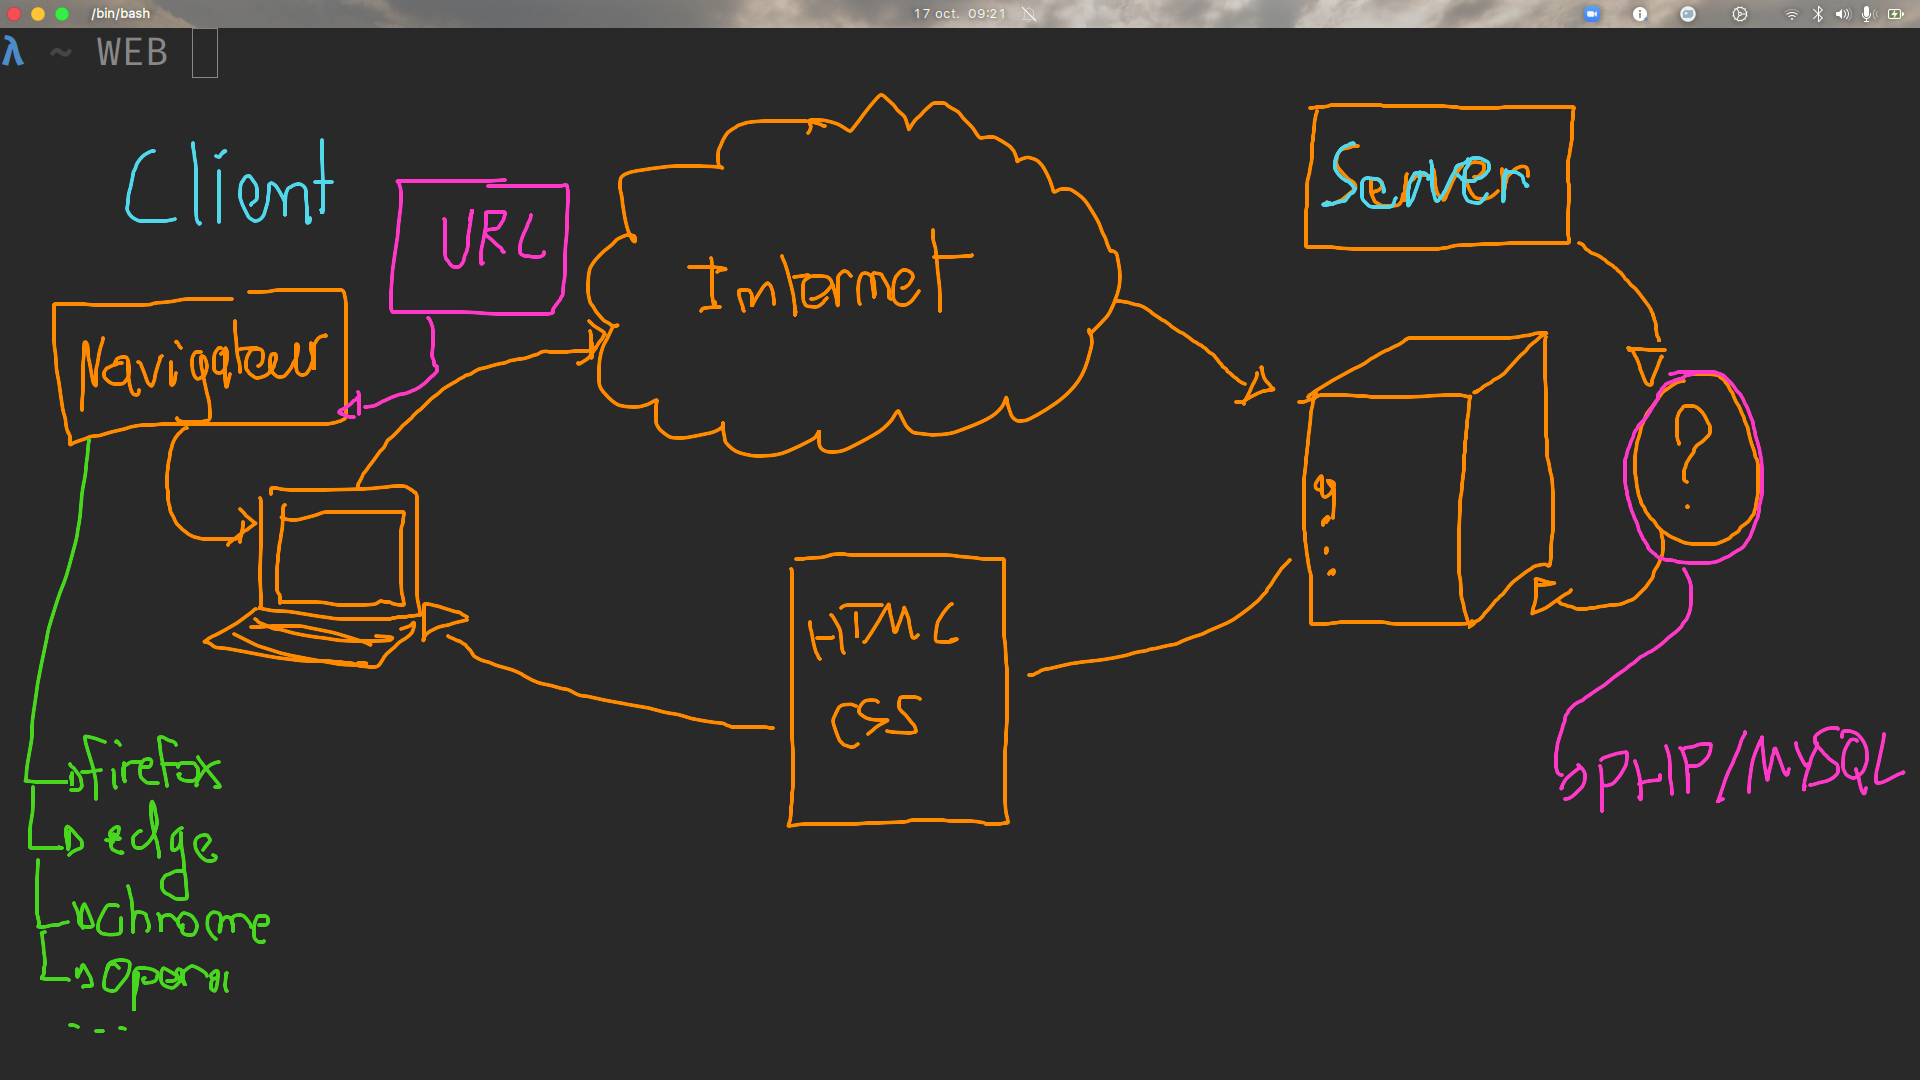 /bin/bash
17 oct. 09:21
λ ~ WEB
Client
URL
Internet
Server
Navigateur
?
HTML
CSS
PHP/MYSQL
firefox
edge
chrome
opera
...